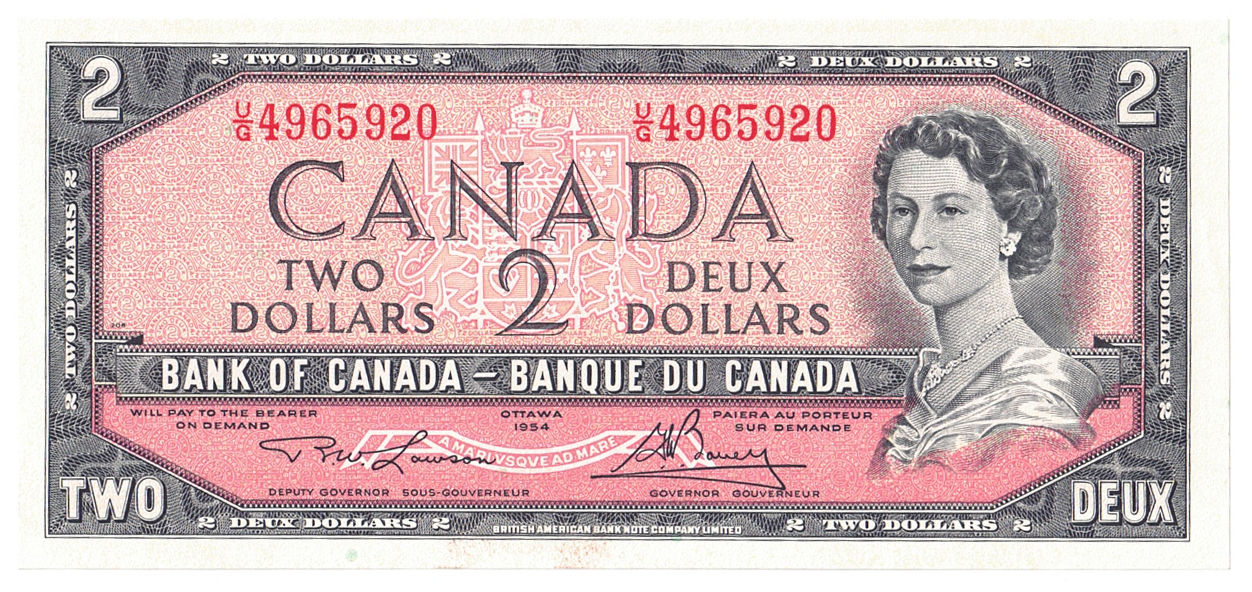 2 TWO DOLLARS 2
2 DEUX DOLLARS 2
2
2
U/G 4965920
U/G 4965920
CANADA
TWO DOLLARS
2
DEUX DOLLARS
2 TWO DOLLARS 2
2 DEUX DOLLARS 2
BANK OF CANADA – BANQUE DU CANADA
WILL PAY TO THE BEARER
ON DEMAND
OTTAWA
1954
PAIERA AU PORTEUR
SUR DEMANDE
A MARI VSQVE AD MARE
R.W. Lawson
DEPUTY GOVERNOR SOUS-GOUVERNEUR
GOVERNOR GOUVERNEUR
TWO
DEUX
2 DEUX DOLLARS 2
BRITISH AMERICAN BANK NOTE COMPANY LIMITED
2 TWO DOLLARS 2